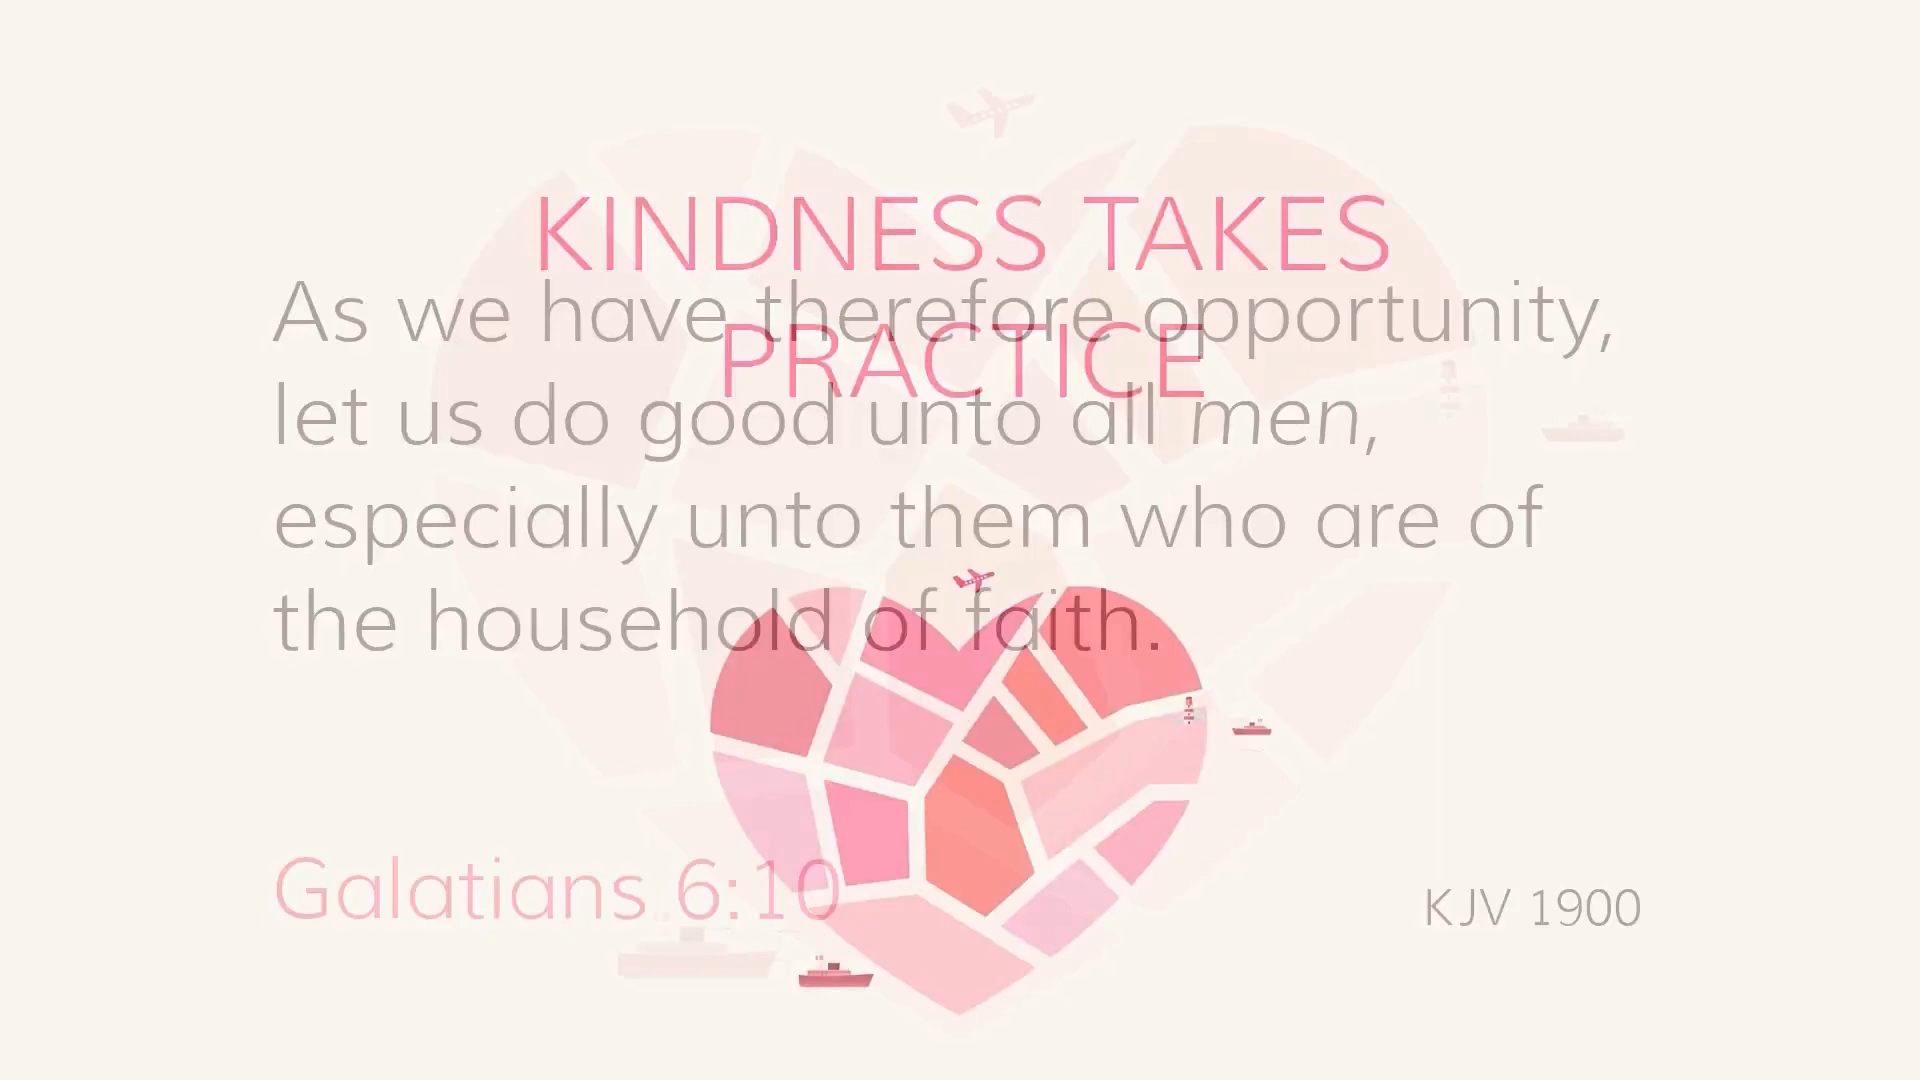 KINDNESS TAKES
PRACTICE
As we have therefore opportunity,
let us do good unto all men,
especially unto them who are of
the household of faith.
Galatians 6:10
KJV 1900